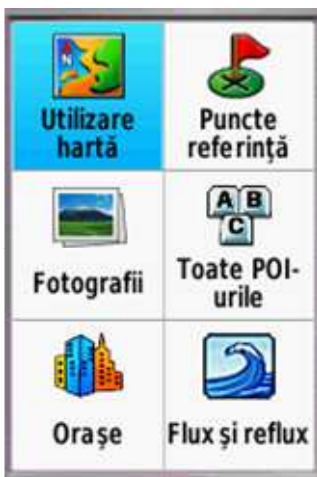 N
Utilizare
hartă
Puncte
referință
Fotografii
A B
C
Toate POI-
urile
Orașe
Flux și reflux